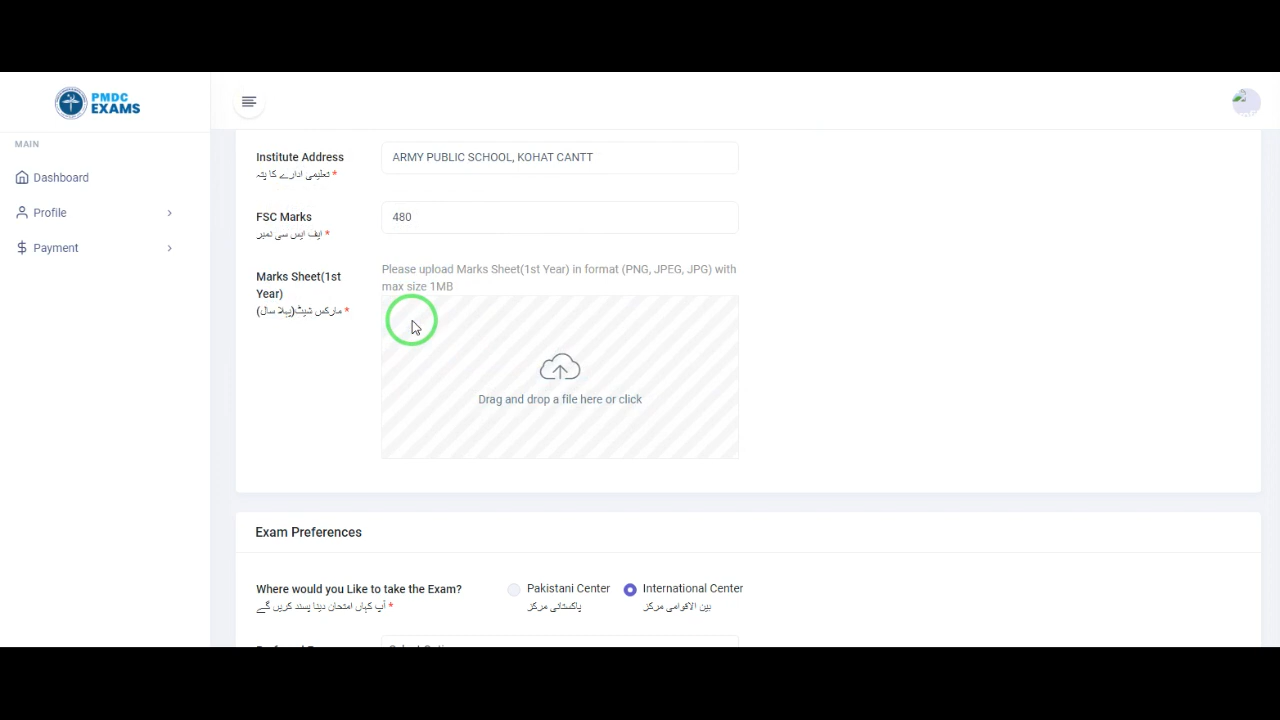 PMDC
EXAMS
MAIN
Dashboard
Profile
Payment
Institute Address
تعلیمی ادارے کا پتہ *
ARMY PUBLIC SCHOOL, KOHAT CANTT
FSC Marks
ایف ایس سی نمبر *
480
Marks Sheet(1st
Year)
مارکس شیٹ(پہلا سال) *
Please upload Marks Sheet(1st Year) in format (PNG, JPEG, JPG) with
max size 1MB
Drag and drop a file here or click
Exam Preferences
Where would you Like to take the Exam?
آپ کہاں امتحان دینا پسند کریں گے *
Pakistani Center
پاکستانی مرکز
International Center
بین الاقوامی مرکز